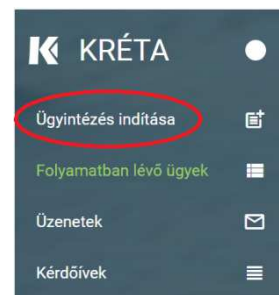 KRÉTA
Ügyintézés indítása
Folyamatban lévő ügyek
Üzenetek
Kérdőívek